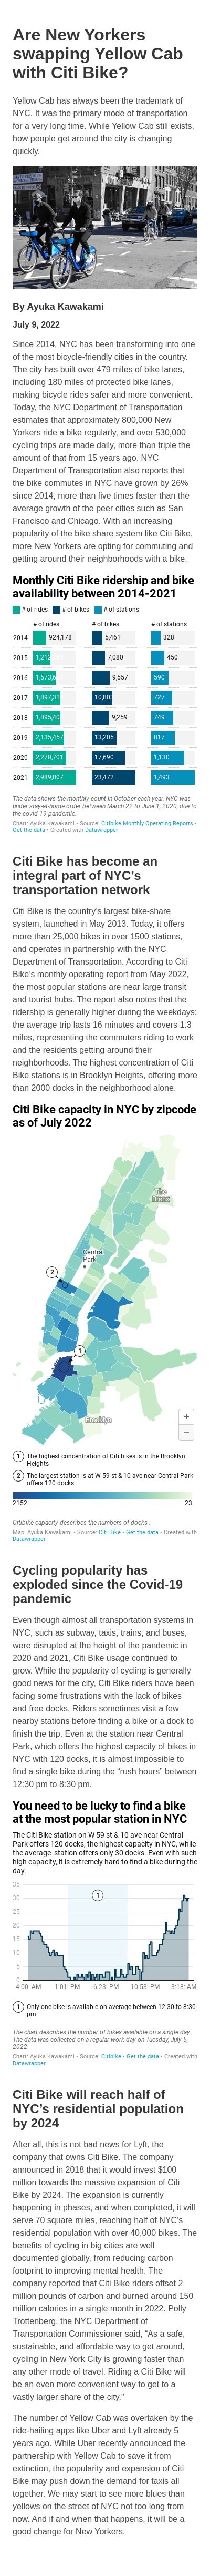 Are New Yorkers
swapping Yellow Cab
with Citi Bike?
Yellow Cab has always been the trademark of
NYC. It was the primary mode of transportation
for a very long time. While Yellow Cab still exists,
how people get around the city is changing
quickly.
By Ayuka Kawakami
July 9, 2022
Since 2014, NYC has been transforming into one
of the most bicycle-friendly cities in the country.
The city has built over 479 miles of bike lanes,
including 180 miles of protected bike lanes,
making bicycle rides safer and more convenient.
Today, the NYC Department of Transportation
estimates that approximately 800,000 New
Yorkers ride a bike regularly, and over 530,000
cycling trips are made daily, more than triple the
amount of that from 15 years ago. NYC
Department of Transportation also reports that
the bike commuters in NYC have grown by 26%
since 2014, more than five times faster than the
average growth of the peer cities such as San
Francisco and Chicago. With an increasing
popularity of the bike share system like Citi Bike,
more New Yorkers are opting for commuting and
getting around their neighborhoods with a bike.
Monthly Citi Bike ridership and bike
availability between 2014-2021
# of rides # of bikes # of stations
# of rides # of bikes # of stations
2014 924,178 5,461 328
2015 1,212 7,080 450
2016 1,573,6 9,557 590
2017 1,897,31 10,802 727
2018 1,895,40 9,259 749
2019 2,135,457 13,205 817
2020 2,270,701 17,690 1,130
2021 2,989,007 23,472 1,493
The data shows the monthly count in October each year. NYC was
under stay-at-home order between March 22 to June 1, 2020, due to
the covid-19 pandemic.
Chart: Ayuka Kawakami • Source: Citibike Monthly Operating Reports •
Get the data • Created with Datawrapper
Citi Bike has become an
integral part of NYC’s
transportation network
Citi Bike is the country’s largest bike-share
system, launched in May 2013. Today, it offers
more than 25,000 bikes in over 1500 stations,
and operates in partnership with the NYC
Department of Transportation. According to Citi
Bike’s monthly operating report from May 2022,
the most popular stations are near large transit
and tourist hubs. The report also notes that the
ridership is generally higher during the weekdays:
the average trip lasts 16 minutes and covers 1.3
miles, representing the commuters riding to work
and the residents getting around their
neighborhoods. The highest concentration of Citi
Bike stations is in Brooklyn Heights, offering more
than 2000 docks in the neighborhood alone.
Citi Bike capacity in NYC by zipcode
as of July 2022
The
Bronx
Central
Park
2
1
Brooklyn
+
−
1 The highest concentration of Citi bikes is in the Brooklyn
Heights
2 The largest station is at W 59 st & 10 ave near Central Park
offers 120 docks
2152 23
Citibike capacity describes the numbers of docks .
Map: Ayuka Kawakami • Source: Citi Bike • Get the data • Created with
Datawrapper
Cycling popularity has
exploded since the Covid-19
pandemic
Even though almost all transportation systems in
NYC, such as subway, taxis, trains, and buses,
were disrupted at the height of the pandemic in
2020 and 2021, Citi Bike usage continued to
grow. While the popularity of cycling is generally
good news for the city, Citi Bike riders have been
facing some frustrations with the lack of bikes
and free docks. Riders sometimes visit a few
nearby stations before finding a bike or a dock to
finish the trip. Even at the station near Central
Park, which offers the highest capacity of bikes in
NYC with 120 docks, it is almost impossible to
find a single bike during the “rush hours” between
12:30 pm to 8:30 pm.
You need to be lucky to find a bike
at the most popular station in NYC
The Citi Bike station on W 59 st & 10 ave near Central
Park offers 120 docks, the highest capacity in NYC, while
the average station offers only 30 docks. Even with such
high capacity, it is extremely hard to find a bike during the
day.
35
30
25
20
15
10
5
0
1
4:00 AM 1:01 PM 6:23 PM 10:53 PM 3:18 AM
1 Only one bike is available on average between 12:30 to 8:30
pm
The chart describes the number of bikes available on a single day.
The data was collected on a regular work day on Tuesday, July 5,
2022
Chart: Ayuka Kawakami • Source: Citibike • Get the data • Created with
Datawrapper
Citi Bike will reach half of
NYC’s residential population
by 2024
After all, this is not bad news for Lyft, the
company that owns Citi Bike. The company
announced in 2018 that it would invest $100
million towards the massive expansion of Citi
Bike by 2024. The expansion is currently
happening in phases, and when completed, it will
serve 70 square miles, reaching half of NYC’s
residential population with over 40,000 bikes. The
benefits of cycling in big cities are well
documented globally, from reducing carbon
footprint to improving mental health. The
company reported that Citi Bike riders offset 2
million pounds of carbon and burned around 150
million calories in a single month in 2022. Polly
Trottenberg, the NYC Department of
Transportation Commissioner said, “As a safe,
sustainable, and affordable way to get around,
cycling in New York City is growing faster than
any other mode of travel. Riding a Citi Bike will
be an even more convenient way to get to a
vastly larger share of the city.”
The number of Yellow Cab was overtaken by the
ride-hailing apps like Uber and Lyft already 5
years ago. While Uber recently announced the
partnership with Yellow Cab to save it from
extinction, the popularity and expansion of Citi
Bike may push down the demand for taxis all
together. We may start to see more blues than
yellows on the street of NYC not too long from
now. And if and when that happens, it will be a
good change for New Yorkers.